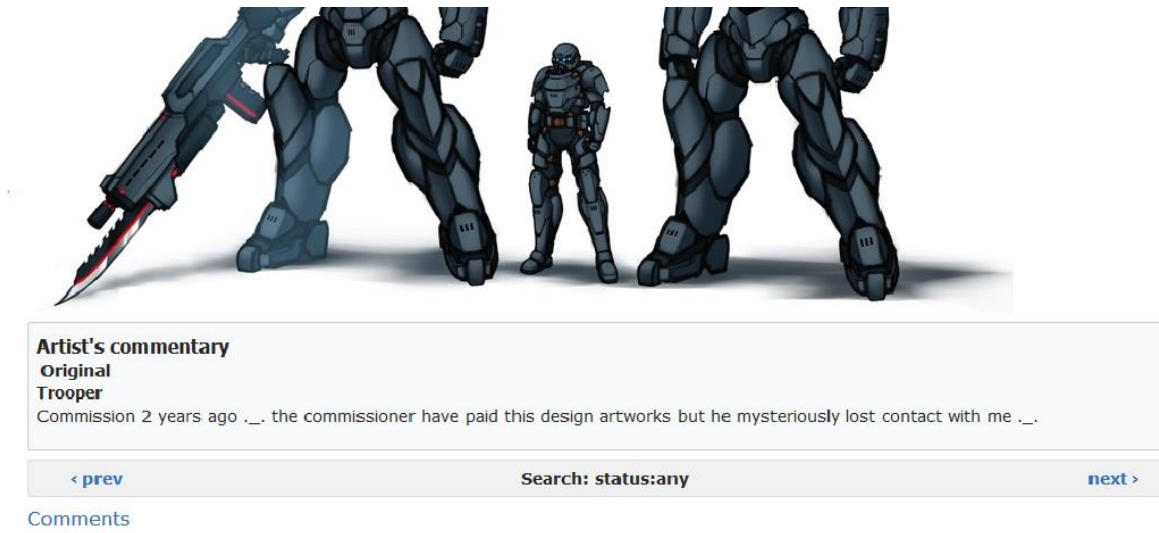 Artist's commentary
Original
Trooper
Commission 2 years ago ._. the commissioner have paid this design artworks but he mysteriously lost contact with me ._.
‹ prev
Search: status:any
next ›
Comments